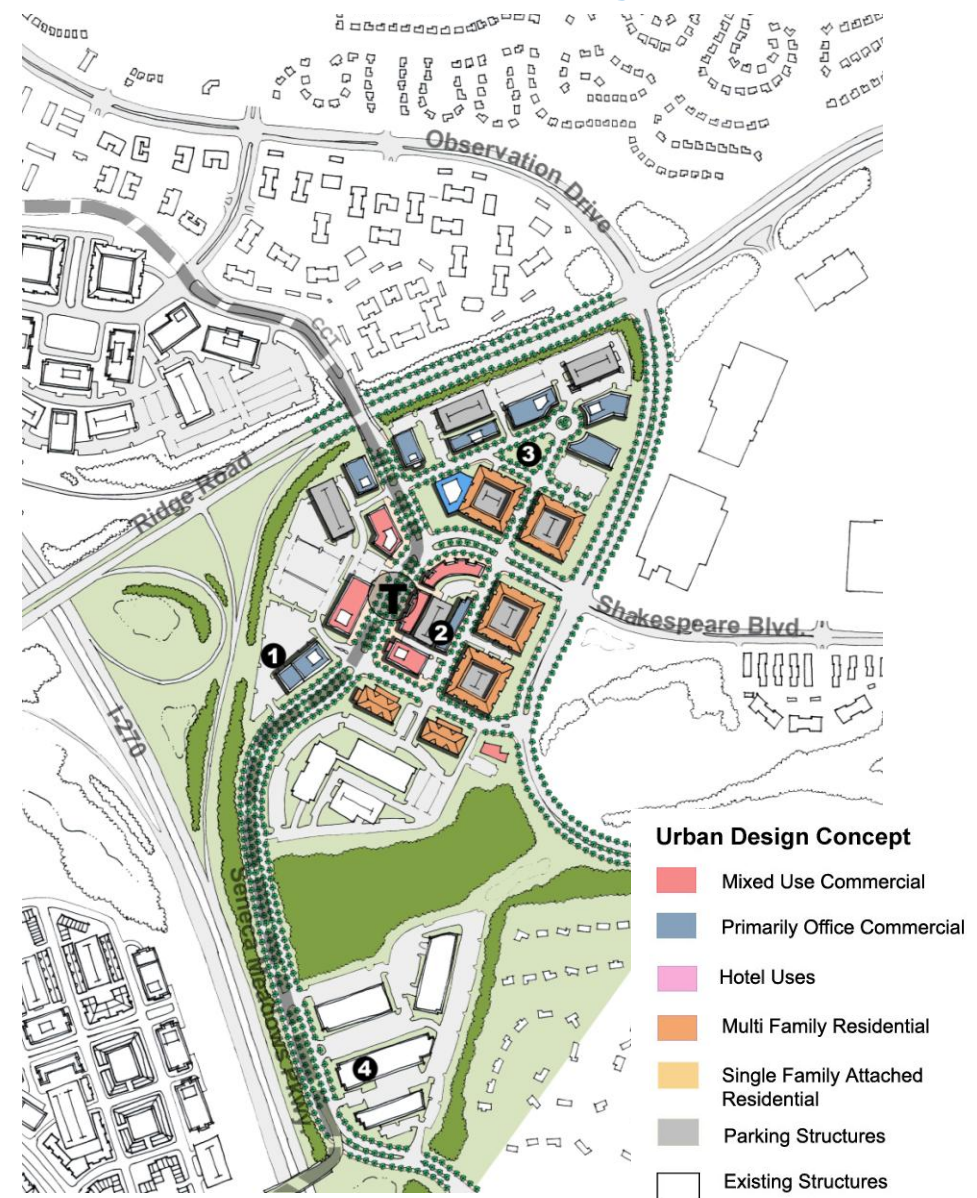 Observation Drive
CCT
Ridge Road
3
T
Shakespeare Blvd.
2
1
I-270
Seneca Meadows Pkwy
4
Urban Design Concept
Mixed Use Commercial
Primarily Office Commercial
Hotel Uses
Multi Family Residential
Single Family Attached
Residential
Parking Structures
Existing Structures